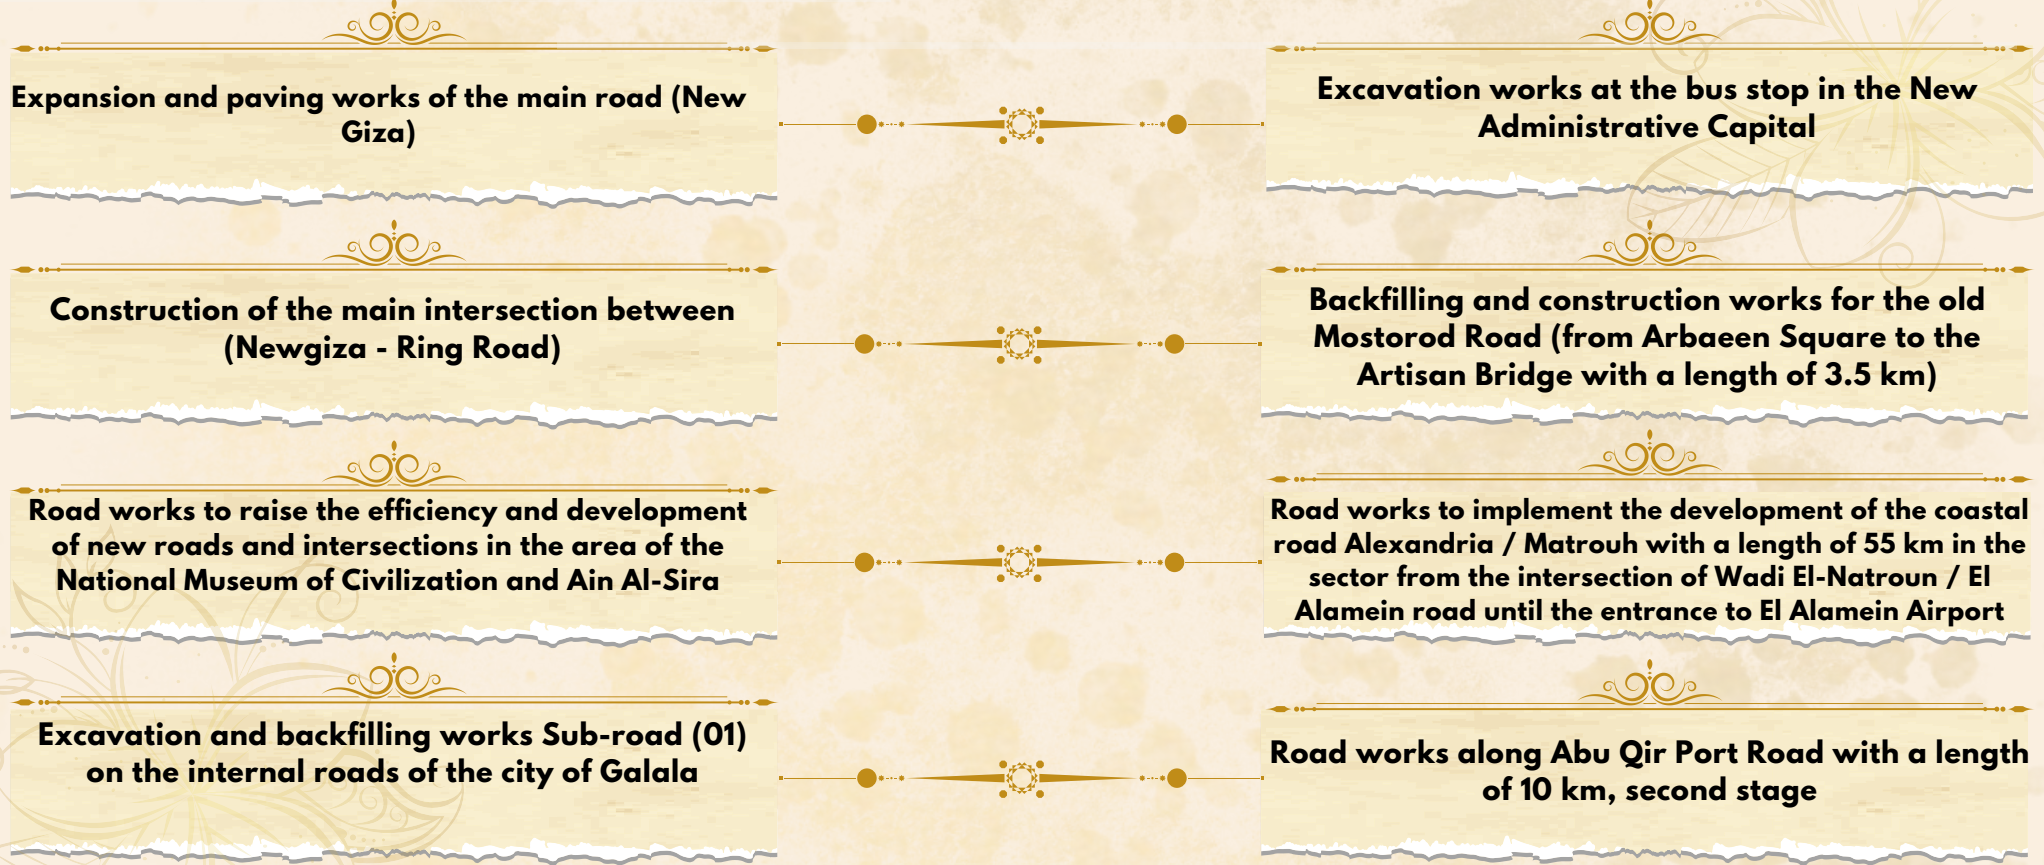 Expansion and paving works of the main road (New
Giza)
Excavation works at the bus stop in the New
Administrative Capital
Construction of the main intersection between
(Newgiza - Ring Road)
Backfilling and construction works for the old
Mostorod Road (from Arbaeen Square to the
Artisan Bridge with a length of 3.5 km)
Road works to raise the efficiency and development
of new roads and intersections in the area of the
National Museum of Civilization and Ain Al-Sira
Road works to implement the development of the coastal
road Alexandria / Matrouh with a length of 55 km in the
sector from the intersection of Wadi El-Natroun / El
Alamein road until the entrance to El Alamein Airport
Excavation and backfilling works Sub-road (01)
on the internal roads of the city of Galala
Road works along Abu Qir Port Road with a length
of 10 km, second stage